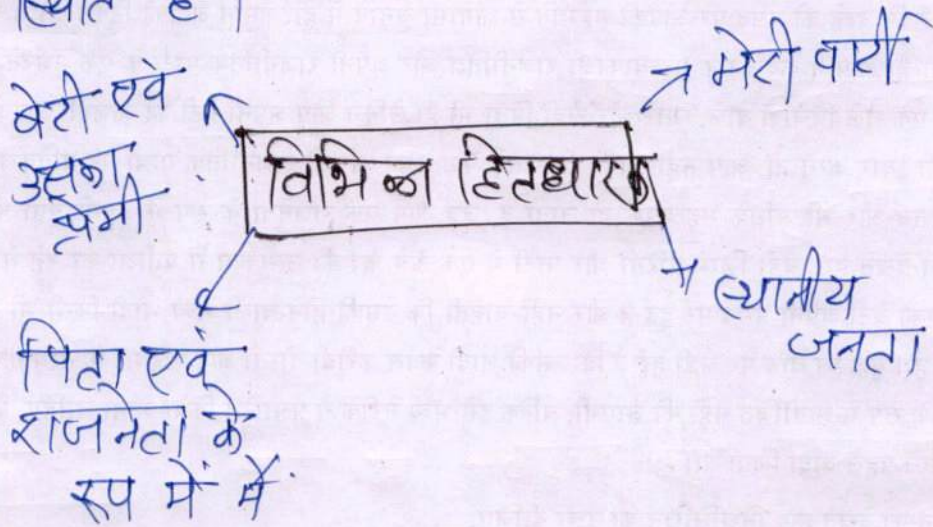 मेरी पार्टी
बेटी एवं
उसका
प्रेमी
विभिन्न हितधारक
स्थानीय
जनता
पिता एवं
राजनेता के
रूप में मैं